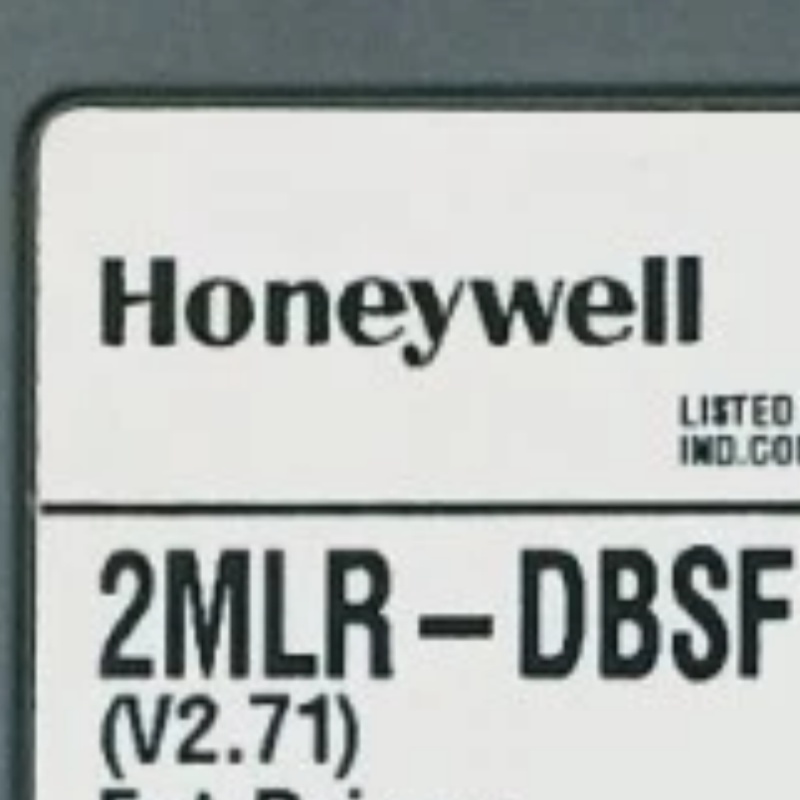 Honeywell
LISTED
IND.CO
2MLR-DBSF
(V2.71)